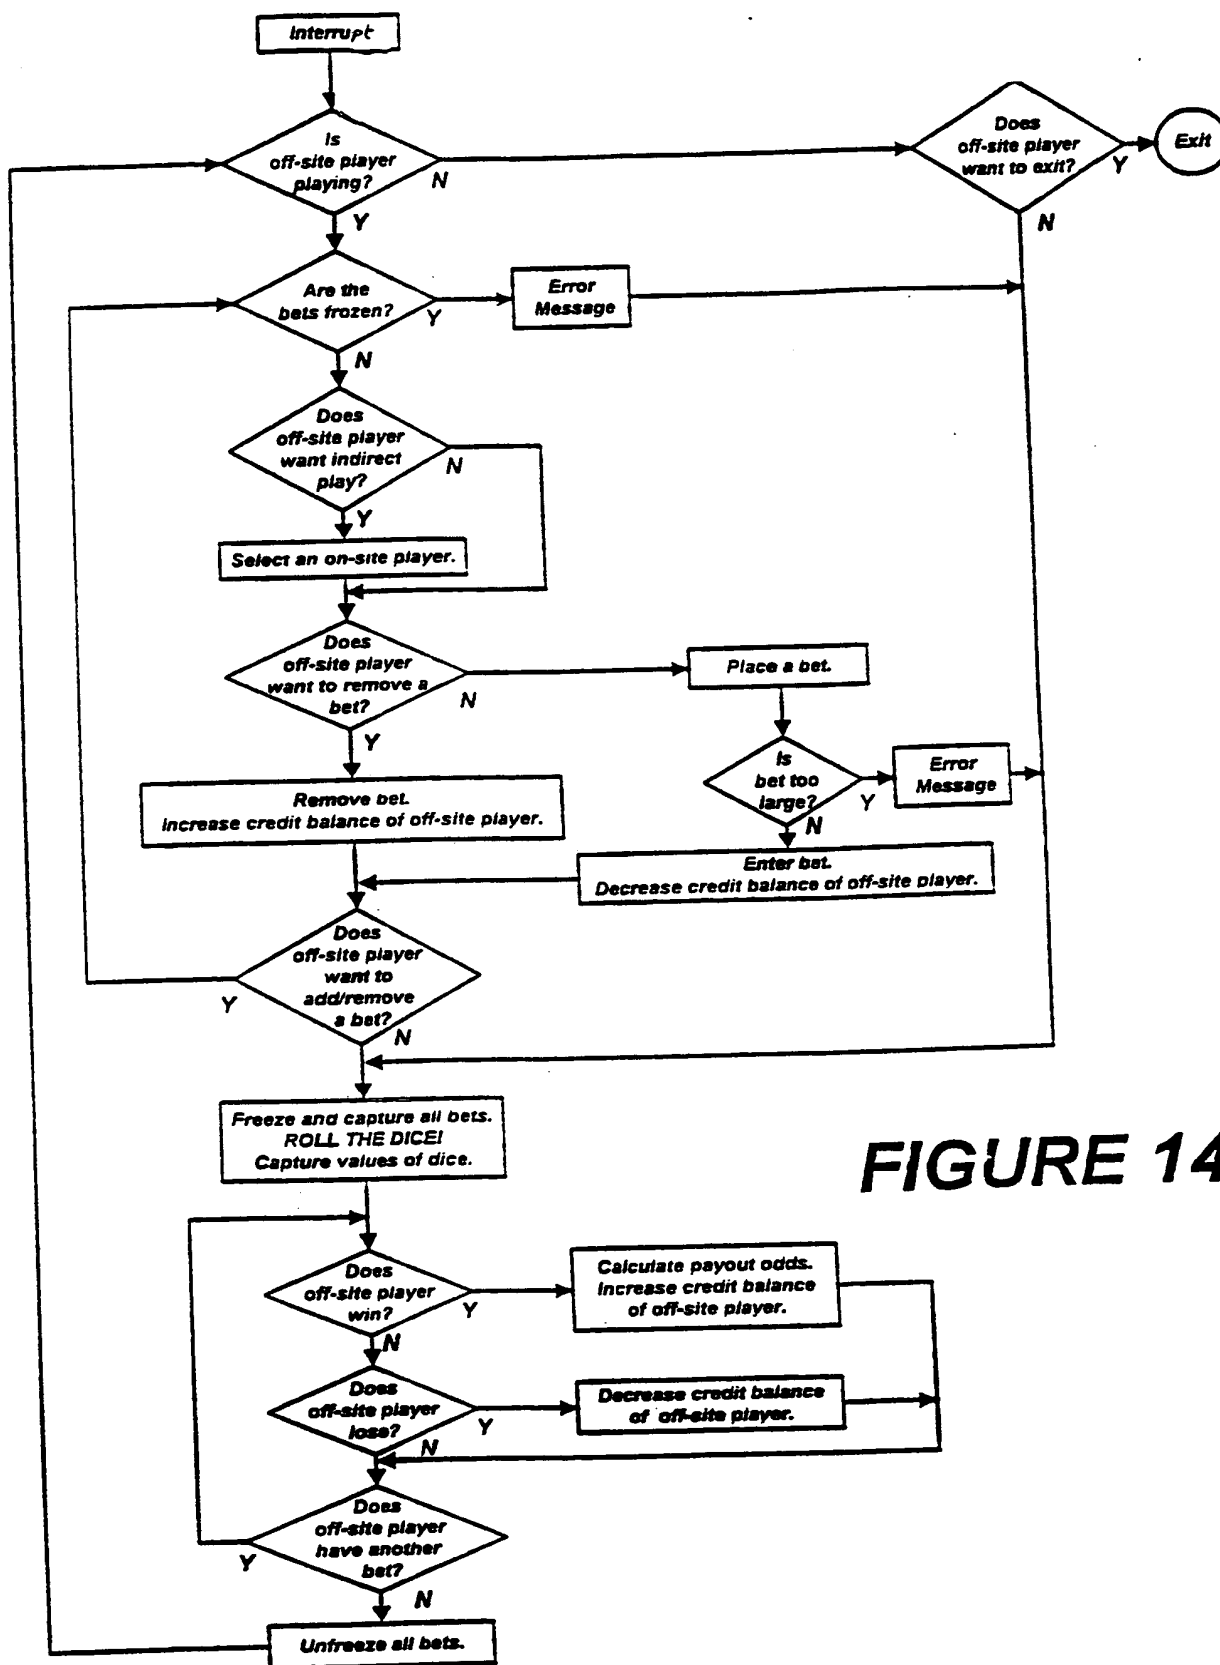 Interrupt
Is
off-site player
playing?
N
Y
Does
off-site player
want to exit?
Y
Exit
N
Are the
bets frozen?
Y
Error
Message
N
Does
off-site player
want indirect
play?
N
Y
Select an on-site player.
Does
off-site player
want to remove a
bet?
N
Y
Place a bet.
Is
bet too
large?
Y
N
Error
Message
Remove bet.
Increase credit balance of off-site player.
Enter bet.
Decrease credit balance of off-site player.
Does
off-site player
want to
add/remove
a bet?
Y
N
Freeze and capture all bets.
ROLL THE DICE!
Capture values of dice.
FIGURE 14
Does
off-site player
win?
Y
N
Calculate payout odds.
Increase credit balance
of off-site player.
Does
off-site player
lose?
Y
N
Decrease credit balance
of off-site player.
Does
off-site player
have another
bet?
Y
N
Unfreeze all bets.